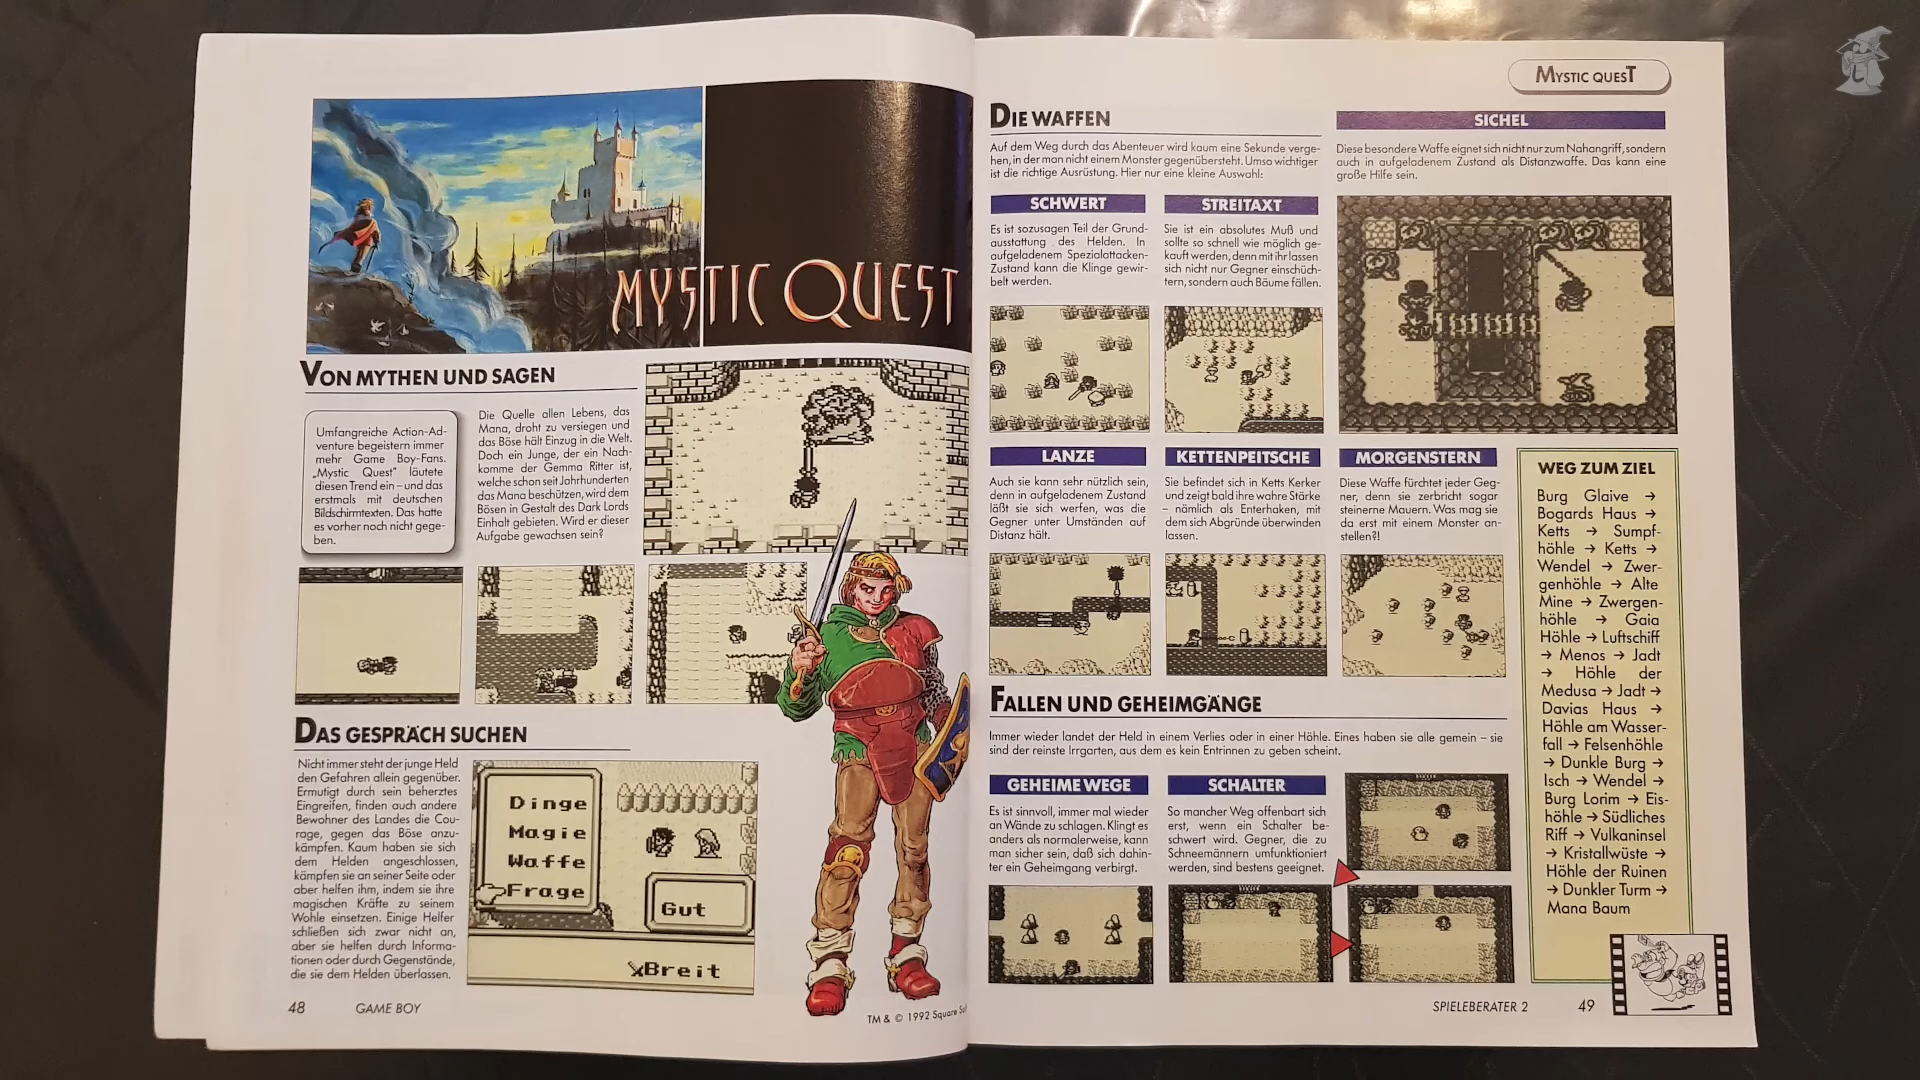 MYSTIC QUEST
VON MYTHEN UND SAGEN
Umfangreiche Action-Ad-
venture begeistern immer
mehr Game Boy-Fans.
„Mystic Quest" läutete
diesen Trend ein – und das
erstmals mit deutschen
Bildschirmtexten. Das hatte
es vorher noch nicht gege-
ben.
Die Quelle allen Lebens, das
Mana, droht zu versiegen und
das Böse hält Einzug in die Welt.
Doch ein Junge, der ein Nach-
komme der Gemma Ritter ist,
welche schon seit Jahrhunderten
das Mana beschützen, wird dem
Bösen in Gestalt des Dark Lords
Einhalt gebieten. Wird er dieser
Aufgabe gewachsen sein?
DAS GESPRÄCH SUCHEN
Nicht immer steht der junge Held
den Gefahren allein gegenüber.
Ermutigt durch sein beherztes
Eingreifen, finden auch andere
Bewohner des Landes die Cou-
rage, gegen das Böse anzu-
kämpfen. Kaum haben sie sich
dem Helden angeschlossen,
kämpfen sie an seiner Seite oder
aber helfen ihm, indem sie ihre
magischen Kräfte zu seinem
Wohle einsetzen. Einige Helfer
schließen sich zwar nicht an,
aber sie helfen durch Informa-
tionen oder durch Gegenstände,
die sie dem Helden überlassen.
Dinge
Magie
Waffe
Frage
Gut
Breit
48 GAME BOY
TM & © 1992 Square
MYSTIC QUEST
DIE WAFFEN
Auf dem Weg durch das Abenteuer wird kaum eine Sekunde verge-
hen, in der man nicht einem Monster gegenübersteht. Umso wichtiger
ist die richtige Ausrüstung. Hier nur eine kleine Auswahl:
SCHWERT
Es ist sozusagen Teil der Grund-
ausstattung des Helden. In
aufgeladenem Spezialattacken-
Zustand kann die Klinge gewir-
belt werden.
STREITAXT
Sie ist ein absolutes Muß und
sollte so schnell wie möglich ge-
kauft werden, denn mit ihr lassen
sich nicht nur Gegner einschüch-
tern, sondern auch Bäume fällen.
SICHEL
Diese besondere Waffe eignet sich nicht nur zum Nahangriff, sondern
auch in aufgeladenem Zustand als Distanzwaffe. Das kann eine
große Hilfe sein.
LANZE
Auch sie kann sehr nützlich sein,
denn in aufgeladenem Zustand
läßt sie sich werfen, was die
Gegner unter Umständen auf
Distanz hält.
KETTENPEITSCHE
Sie befindet sich in Ketts Kerker
und zeigt bald ihre wahre Stärke
– nämlich als Enterhaken, mit
dem sich Abgründe überwinden
lassen.
MORGENSTERN
Diese Waffe fürchtet jeder Geg-
ner, denn sie zerbricht sogar
steinerne Mauern. Was mag sie
da erst mit einem Monster an-
stellen?!
FALLEN UND GEHEIMGÄNGE
Immer wieder landet der Held in einem Verlies oder in einer Höhle. Eines haben sie alle gemein – sie
sind der reinste Irrgarten, aus dem es kein Entrinnen zu geben scheint.
GEHEIME WEGE
Es ist sinnvoll, immer mal wieder
an Wände zu schlagen. Klingt es
anders als normalerweise, kann
man sicher sein, daß sich dahin-
ter ein Geheimgang verbirgt.
SCHALTER
So mancher Weg offenbart sich
erst, wenn ein Schalter be-
schwert wird. Gegner, die zu
Schneemännern umfunktioniert
werden, sind bestens geeignet.
WEG ZUM ZIEL
Burg Glaive →
Bogards Haus →
Ketts → Sumpf-
höhle → Ketts →
Wendel → Zwer-
genhöhle → Alte
Mine → Zwergen-
höhle → Gaia
Höhle → Luftschiff
→ Menos → Jadt
→ Höhle der
Medusa → Jadt →
Davias Haus →
Höhle am Wasser-
fall → Felsenhöhle
→ Dunkle Burg →
Isch → Wendel →
Burg Lorim → Eis-
höhle → Südliches
Riff → Vulkaninsel
→ Kristallwüste →
Höhle der Ruinen
→ Dunkler Turm →
Mana Baum
SPIELEBERATER 2 49